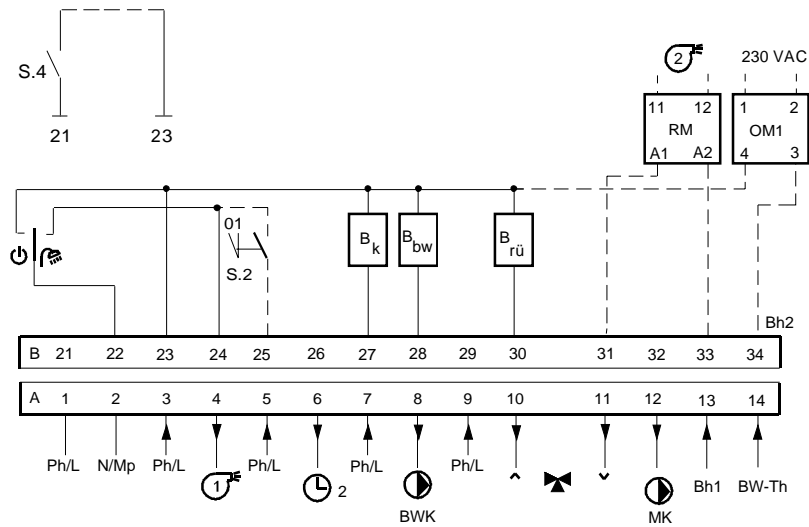 2 230 VAC
S.4
11 12 1 2
RM OM1
21 23
A1 A2 4 3
01
S.2
Bk Bbw Brü
Bh2
B 21 22 23 24 25 26 27 28 29 30 31 32 33 34
A 1 2 3 4 5 6 7 8 9 10 11 12 13 14
Ph/L N/Mp Ph/L 1 Ph/L 2 Ph/L Ph/L Bh1 BW-Th
BWK MK